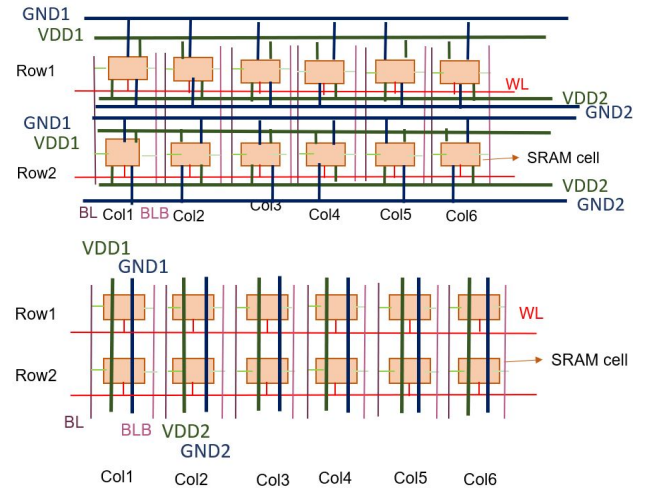 GND1
VDD1
Row1
WL
VDD2
GND2
GND1
VDD1
SRAM cell
Row2
VDD2
GND2
BL Col1 BLB Col2 Col3 Col4 Col5 Col6
VDD1
GND1
Row1
WL
SRAM cell
Row2
BL
BLB
VDD2
GND2
Col1 Col2 Col3 Col4 Col5 Col6